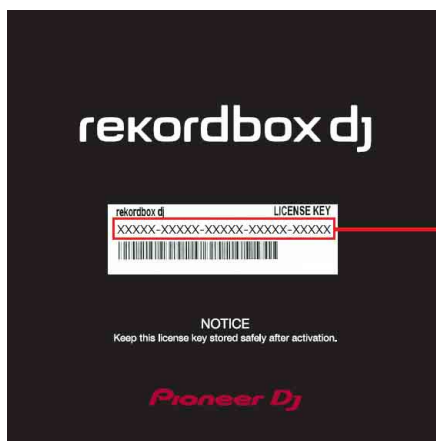 rekordbox dj
rekordbox dj LICENSE KEY
XXXXX-XXXXX-XXXXX-XXXXX-XXXXX
NOTICE
Keep this license key stored safely after activation.
Pioneer Dj